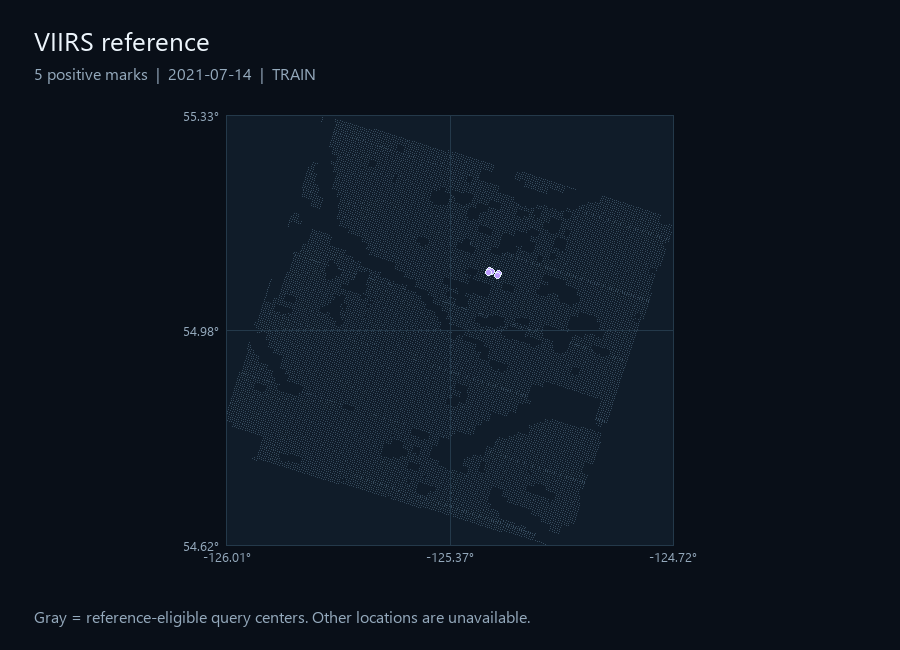 VIIRS reference
5 positive marks | 2021-07-14 | TRAIN
55.33°
54.98°
54.62°
-126.01°
-125.37°
-124.72°
Gray = reference-eligible query centers. Other locations are unavailable.